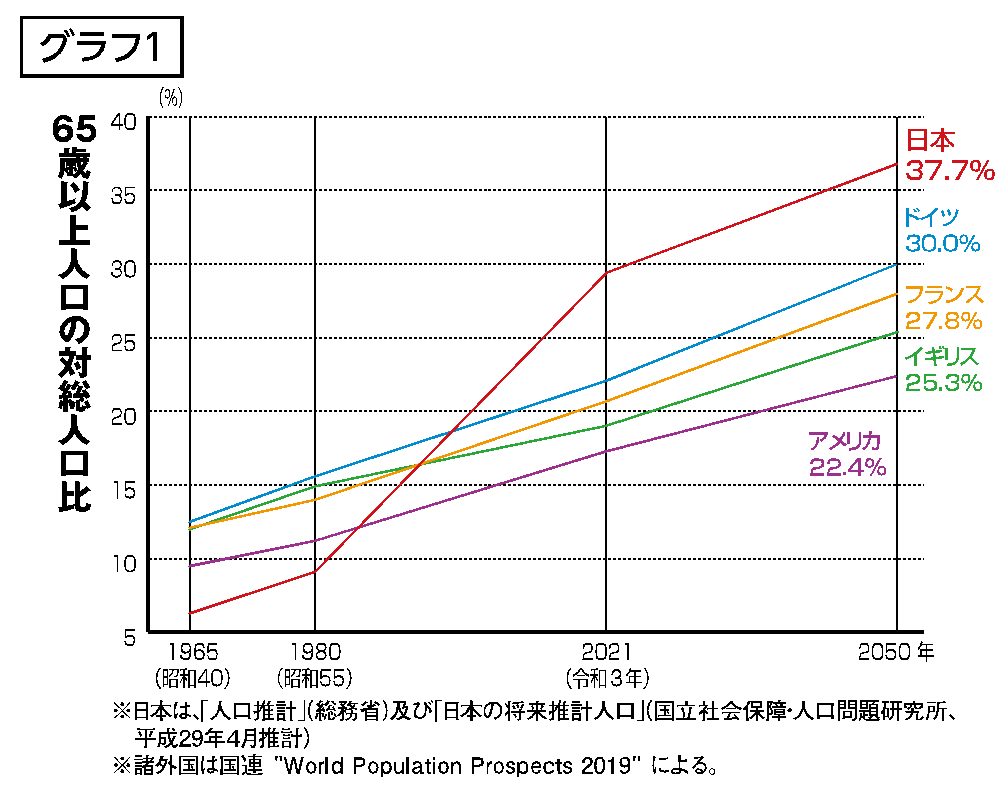 グラフ1
(%)
65歳以上人口の対総人口比
40
35
30
25
20
15
10
5
日本
37.7%
ドイツ
30.0%
フランス
27.8%
イギリス
25.3%
アメリカ
22.4%
1965 1980 2021 2050 年
(昭和40) (昭和55) (令和3年)
※日本は、「人口推計」(総務省)及び「日本の将来推計人口」(国立社会保障・人口問題研究所、
平成29年4月推計)
※諸外国は国連 "World Population Prospects 2019" による。